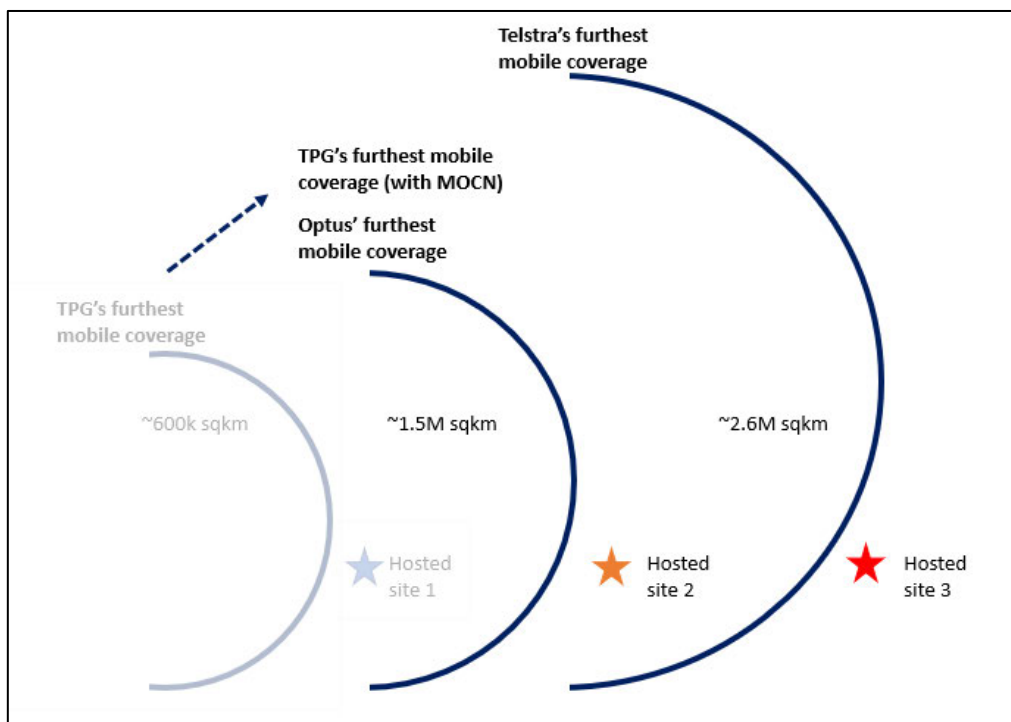 Telstra's furthest
mobile coverage
TPG's furthest mobile
coverage (with MOCN)
Optus' furthest
mobile coverage
TPG's furthest
mobile coverage
~600k sqkm
~1.5M sqkm
~2.6M sqkm
Hosted
site 1
Hosted
site 2
Hosted
site 3